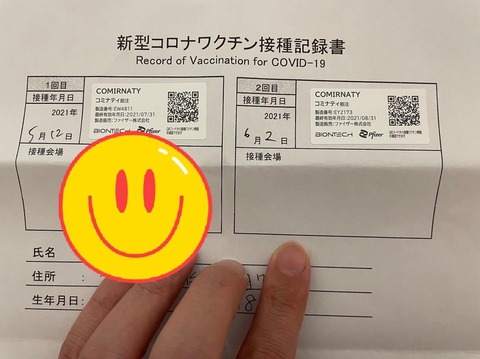 新型コロナワクチン接種記録書
Record of Vaccination for COVID-19
1回目
接種年月日
2021年
5月12日
接種会場
COMIRNATY
コミナティ筋注
製造番号:EW4811
最終有効年月日:2021/07/31
製造販売:ファイザー株式会社
BIONTECH Pfizer
2回目
接種年月日
2021年
6月2日
接種会場
COMIRNATY
コミナティ筋注
製造番号:EY2173
最終有効年月日:2021/08/31
製造販売:ファイザー株式会社
BIONTECH Pfizer
氏名
住所:
生年月日: